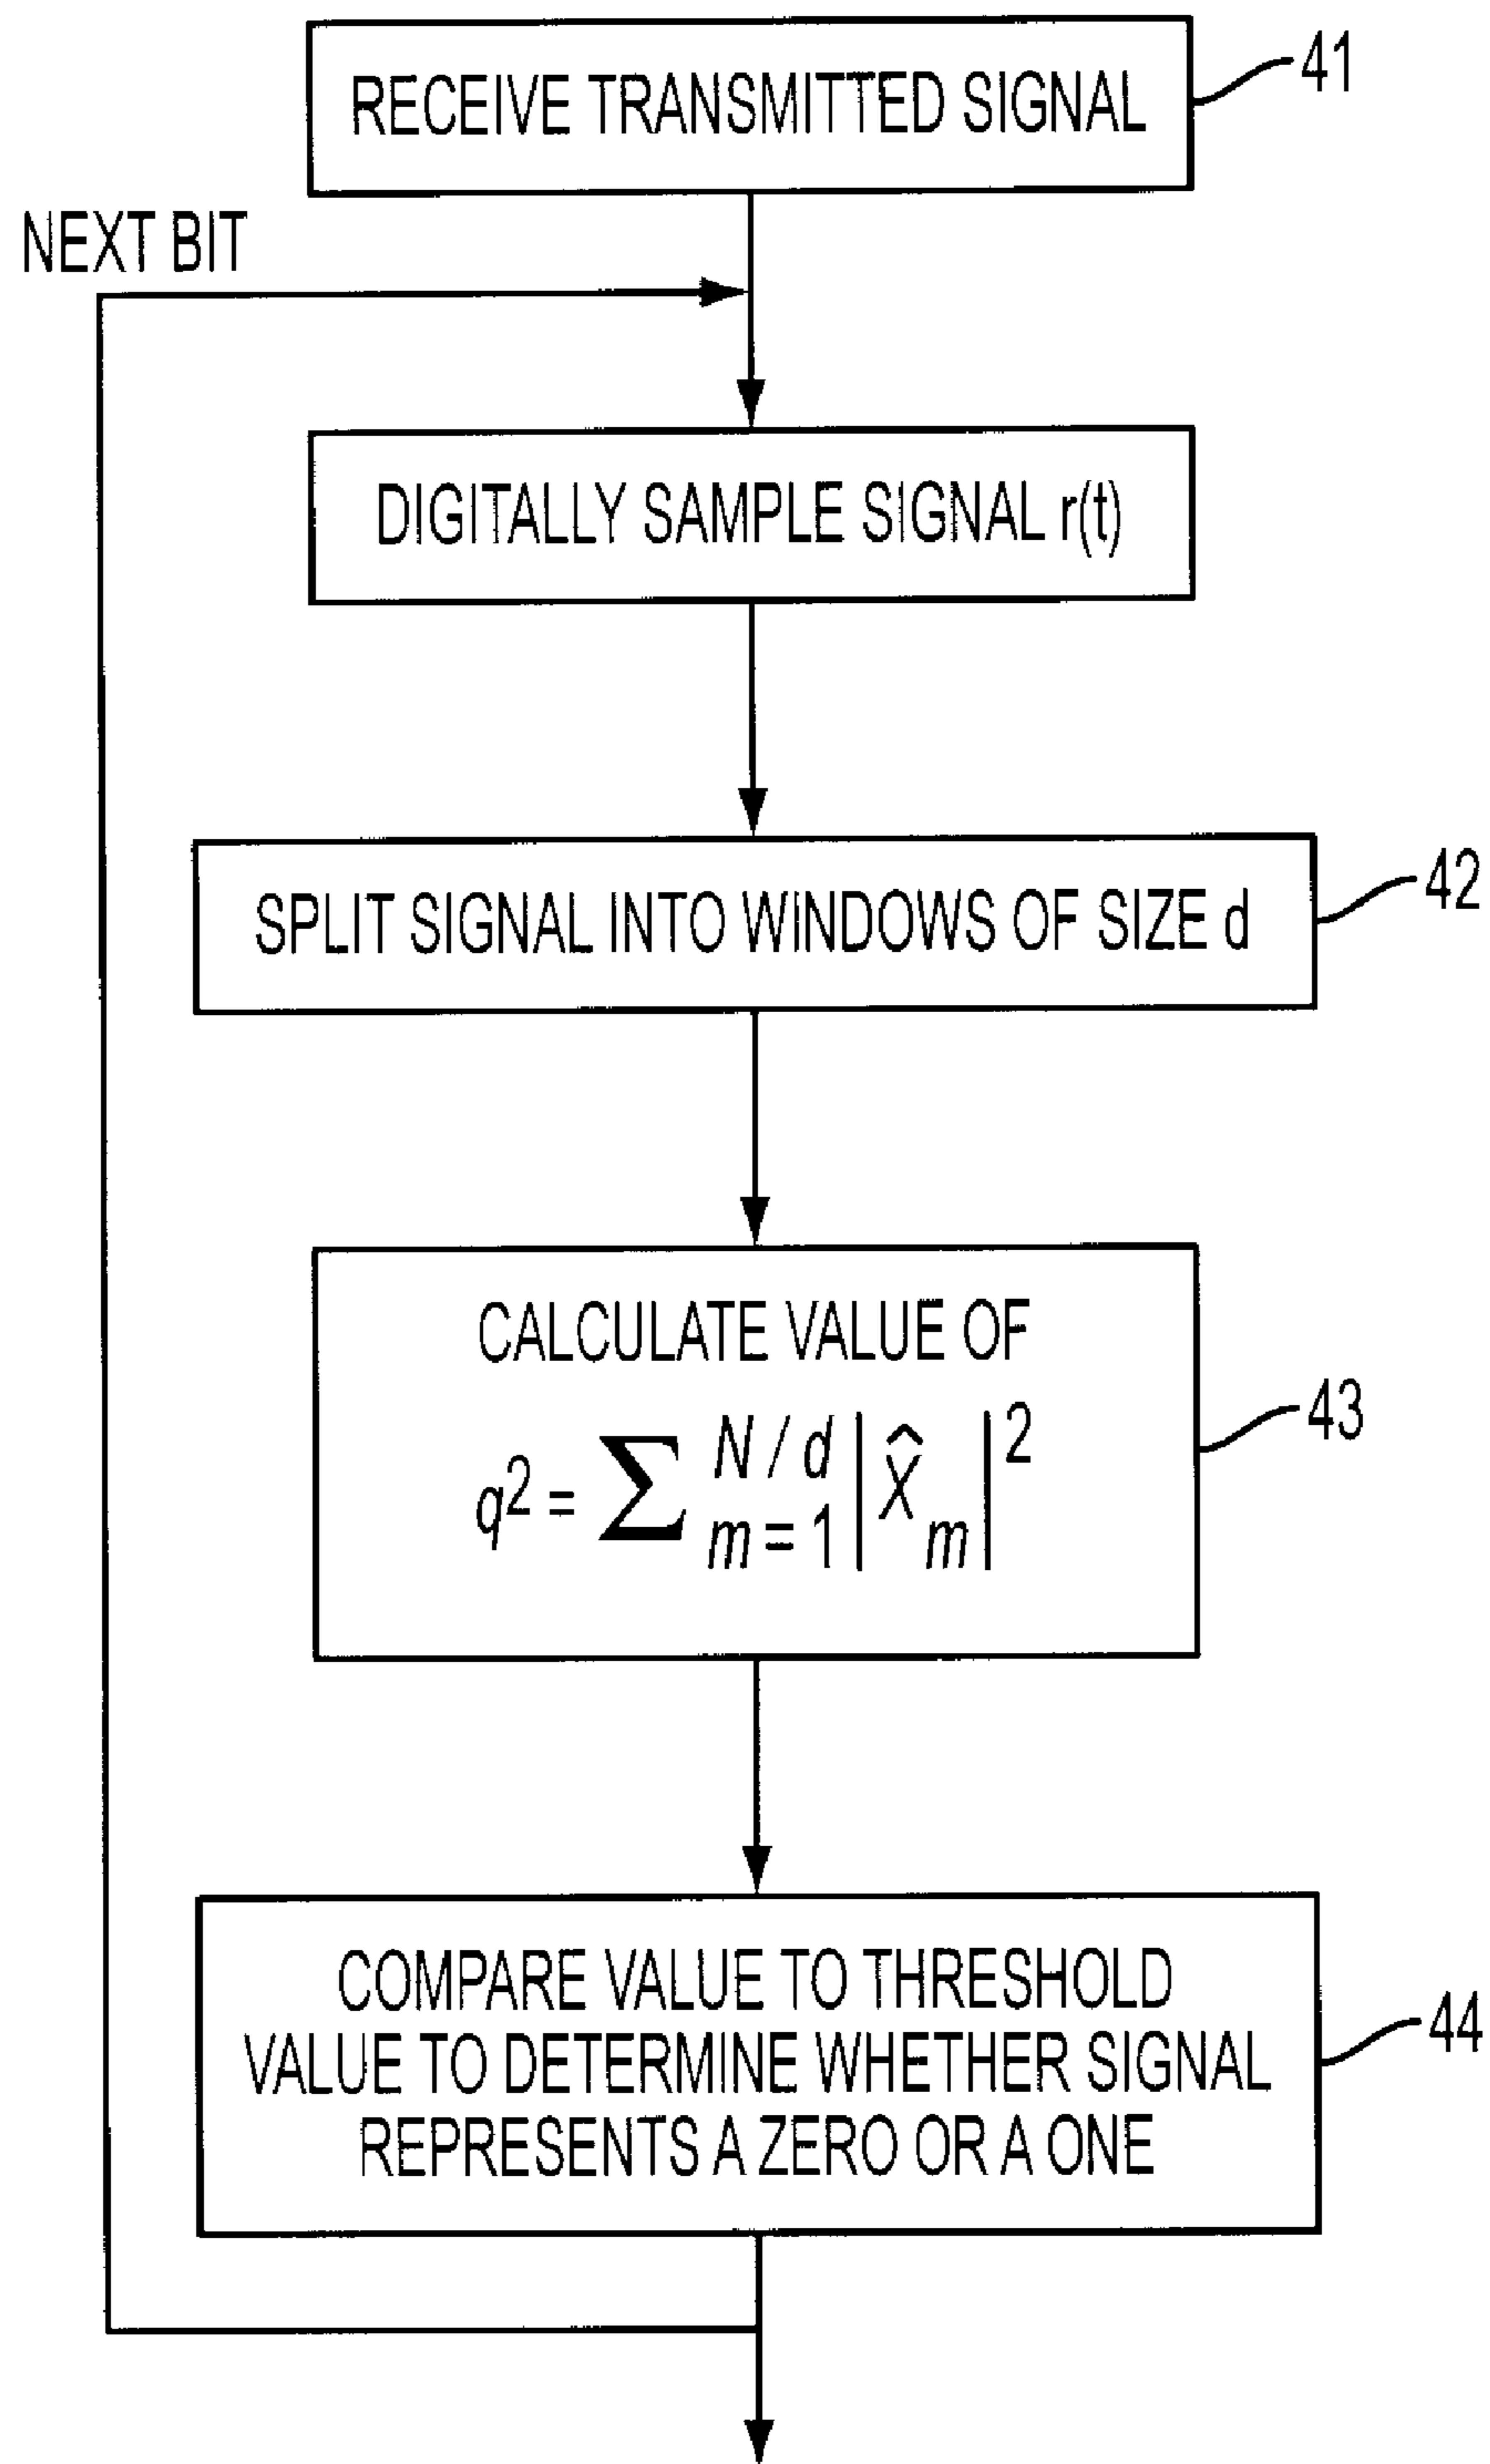 RECEIVE TRANSMITTED SIGNAL
41
NEXT BIT
DIGITALLY SAMPLE SIGNAL r(t)
SPLIT SIGNAL INTO WINDOWS OF SIZE d
42
CALCULATE VALUE OF
q² = ∑ N/d m=1 |X̂m|²
43
COMPARE VALUE TO THRESHOLD
VALUE TO DETERMINE WHETHER SIGNAL
REPRESENTS A ZERO OR A ONE
44